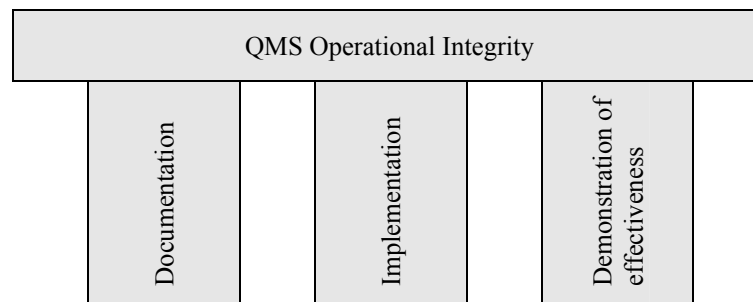 QMS Operational Integrity
Documentation
Implementation
Demonstration of
effectiveness